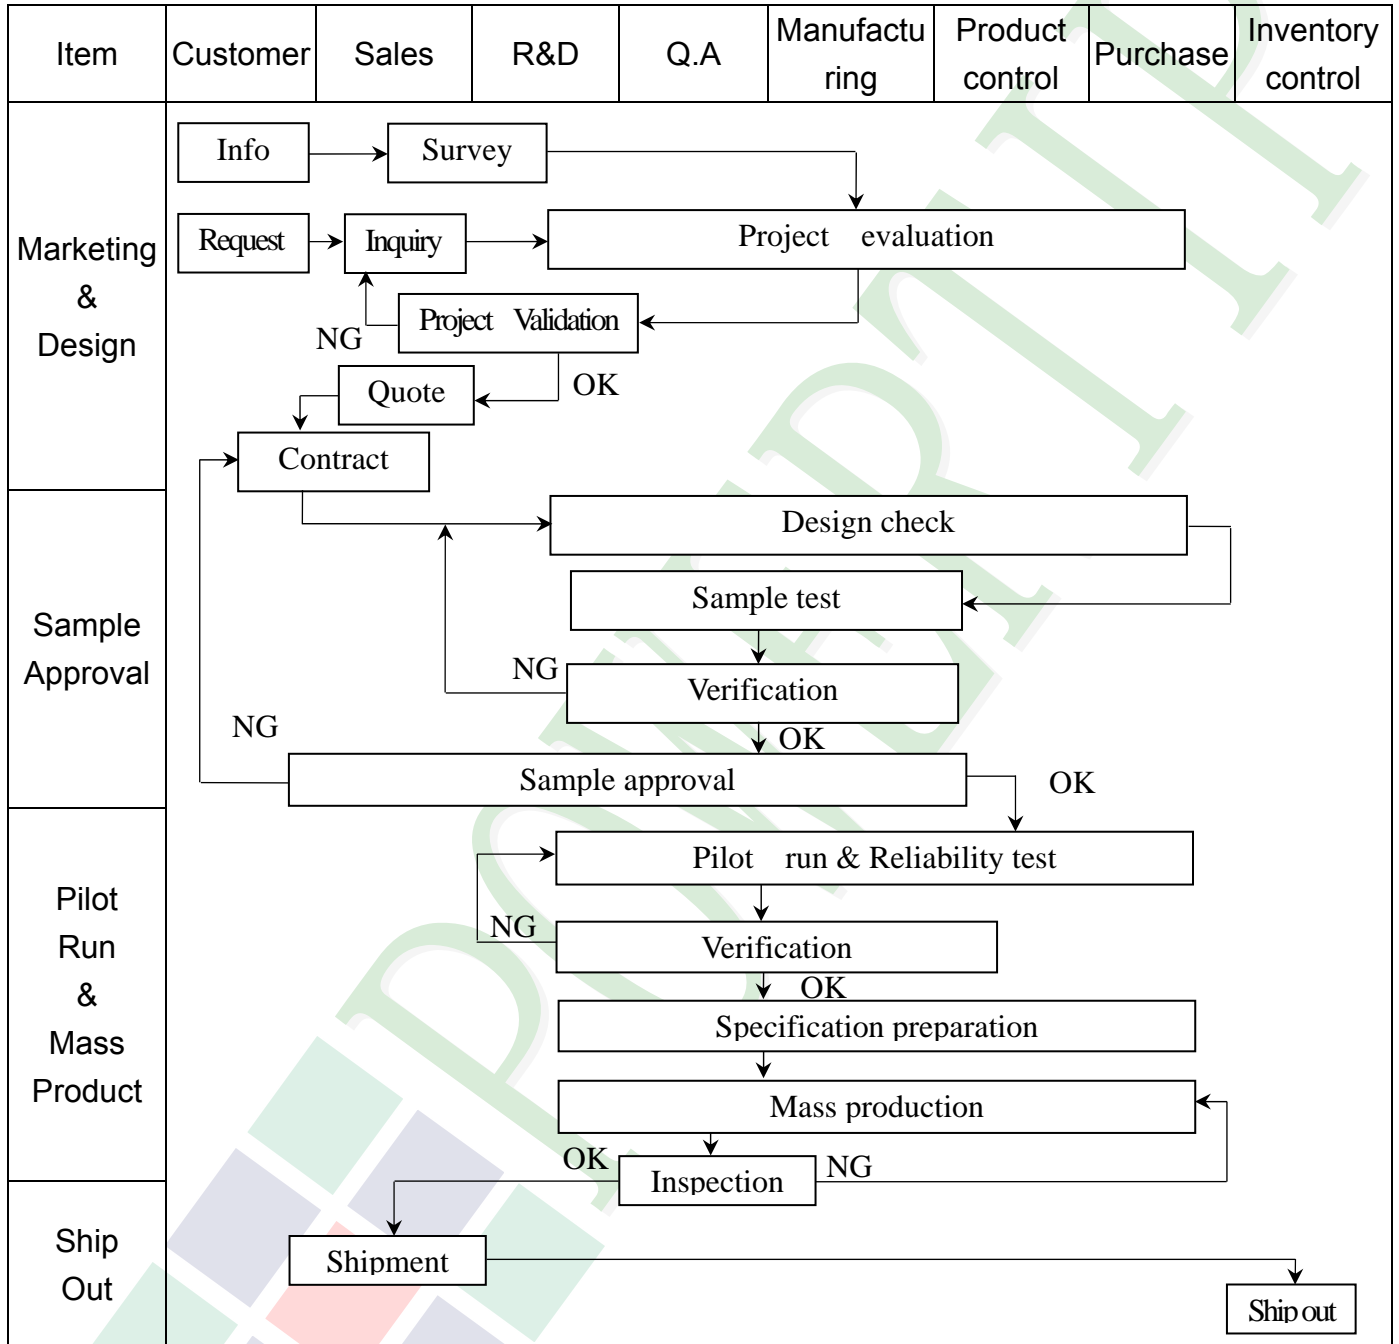 Item Customer Sales R&D Q.A Manufactu Product Purchase Inventory
ring control control
Info Survey
Request Inquiry Project evaluation
Marketing
&
Design
NG Project Validation
Quote OK
Contract
Design check
Sample test
Sample
Approval
NG Verification
NG OK
Sample approval OK
Pilot run & Reliability test
Pilot
Run
&
Mass
Product
NG Verification
OK
Specification preparation
Mass production
OK Inspection NG
Ship
Out
Shipment
Ship out
POWERTIP